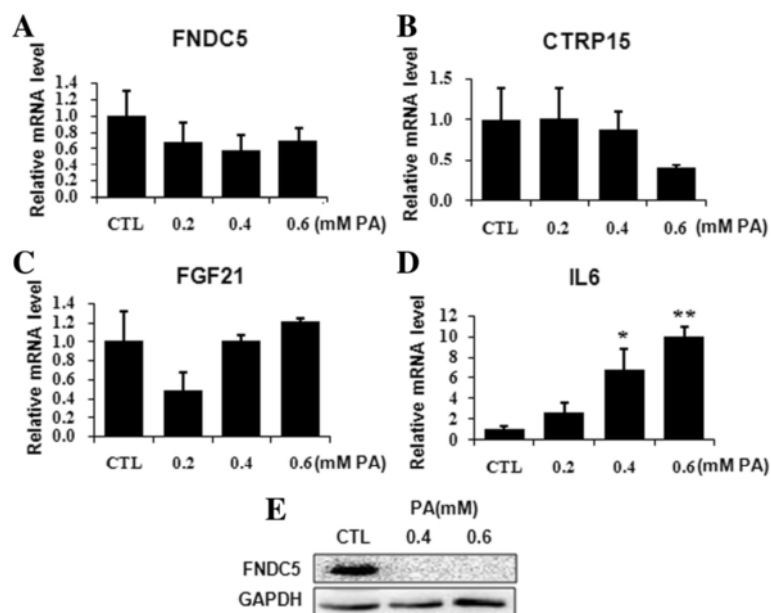 A
FNDC5
Relative mRNA level
1.4
1.2
1.0
0.8
0.6
0.4
0.2
0.0
CTL 0.2 0.4 0.6 (mM PA)
B
CTRP15
Relative mRNA level
1.5
1.0
0.5
0.0
CTL 0.2 0.4 0.6 (mM PA)
C
FGF21
Relative mRNA level
1.4
1.2
1.0
0.8
0.6
0.4
0.2
0.0
CTL 0.2 0.4 0.6 (mM PA)
D
IL6
Relative mRNA level
12
10
8
6
4
2
0
*
**
CTL 0.2 0.4 0.6 (mM PA)
E
PA(mM)
CTL 0.4 0.6
FNDC5
GAPDH